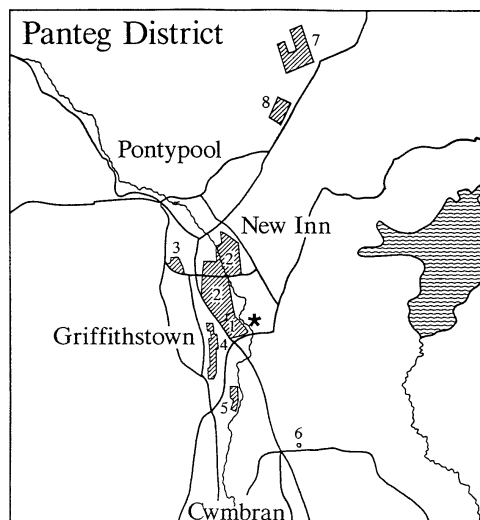 Panteg District
7
8
Pontypool
New Inn
3
2
2
1 *
Griffithstown
4
5
6
Cwmbran